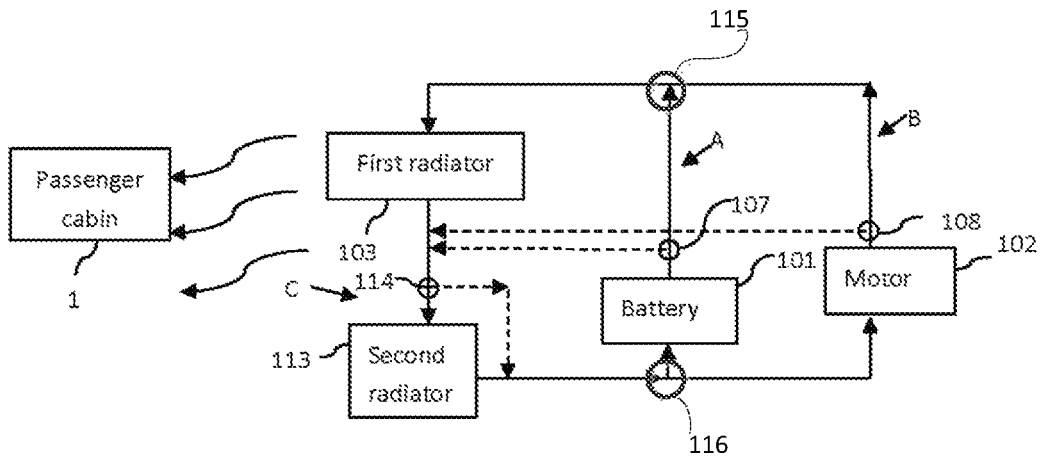 115
B
A
First radiator
Passenger
cabin
107
108
103
101
102
Motor
1
C
114
Battery
113
Second
radiator
116